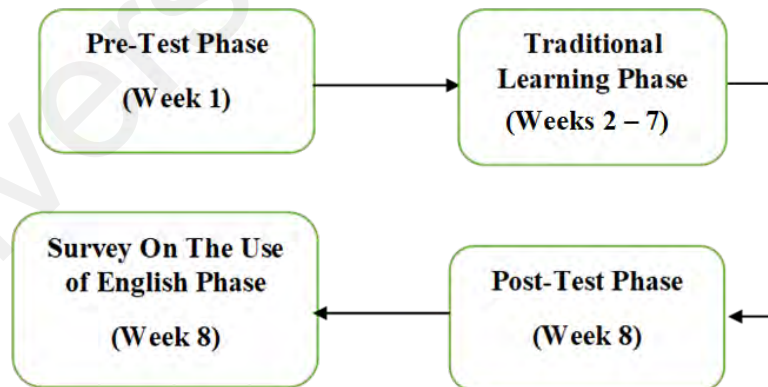 Pre-Test Phase
(Week 1)
Traditional
Learning Phase
(Weeks 2 – 7)
Post-Test Phase
(Week 8)
Survey On The Use
of English Phase
(Week 8)